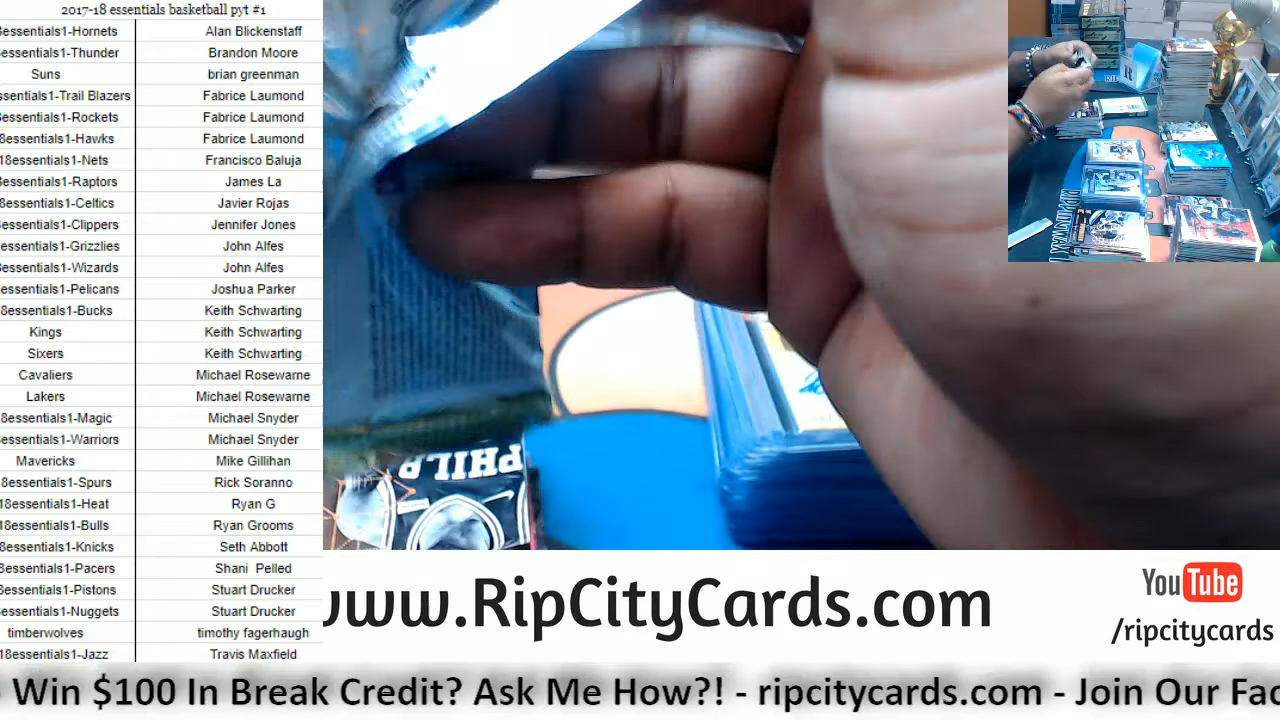 2017-18 essentials basketball pyt #1
8essentials1-Hornets Alan Blickenstaff
8essentials1-Thunder Brandon Moore
Suns brian greenman
ssentials1-Trail Blazers Fabrice Laumond
essentials1-Rockets Fabrice Laumond
8essentials1-Hawks Fabrice Laumond
18essentials1-Nets Francisco Baluja
essentials1-Raptors James La
8essentials1-Celtics Javier Rojas
essentials1-Clippers Jennifer Jones
essentials1-Grizzlies John Alfes
essentials1-Wizards John Alfes
essentials1-Pelicans Joshua Parker
8essentials1-Bucks Keith Schwarting
Kings Keith Schwarting
Sixers Keith Schwarting
Cavaliers Michael Rosewarne
Lakers Michael Rosewarne
8essentials1-Magic Michael Snyder
essentials1-Warriors Michael Snyder
Mavericks Mike Gillihan
8essentials1-Spurs Rick Soranno
18essentials1-Heat Ryan G
18essentials1-Bulls Ryan Grooms
8essentials1-Knicks Seth Abbott
8essentials1-Pacers Shani Pelled
8essentials1-Pistons Stuart Drucker
essentials1-Nuggets Stuart Drucker
timberwolves timothy fagerhaugh
18essentials1-Jazz Travis Maxfield
PHIL
www.RipCityCards.com
YouTube
/ripcitycards
Win $100 In Break Credit? Ask Me How?! - ripcitycards.com - Join Our Fac